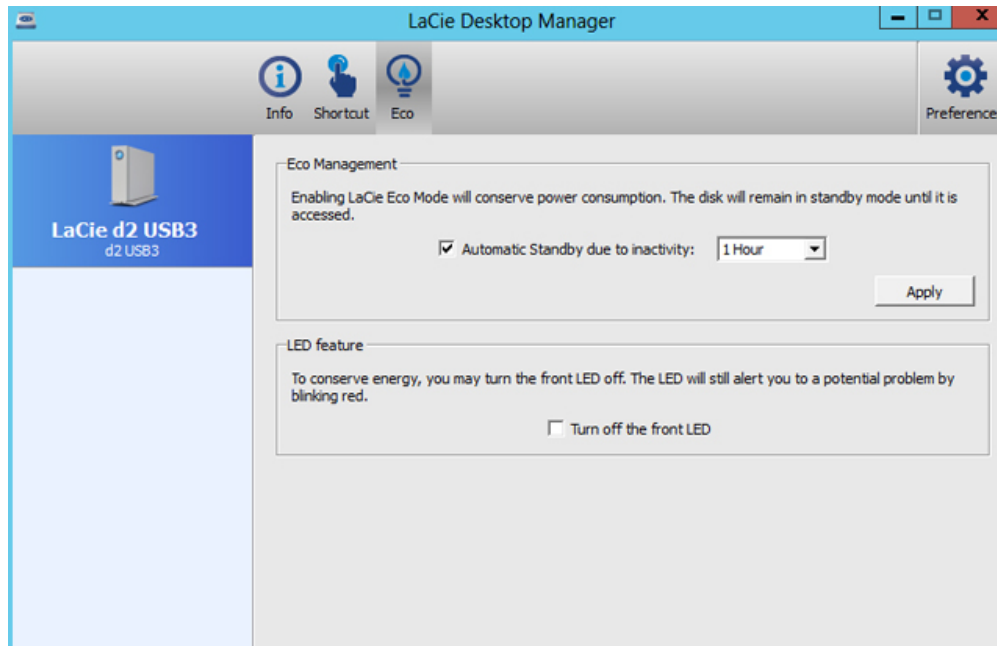 LaCie Desktop Manager
Info Shortcut Eco
Preference
LaCie d2 USB3
d2 USB3
Eco Management
Enabling LaCie Eco Mode will conserve power consumption. The disk will remain in standby mode until it is
accessed.
Automatic Standby due to inactivity: 1 Hour
Apply
LED feature
To conserve energy, you may turn the front LED off. The LED will still alert you to a potential problem by
blinking red.
Turn off the front LED